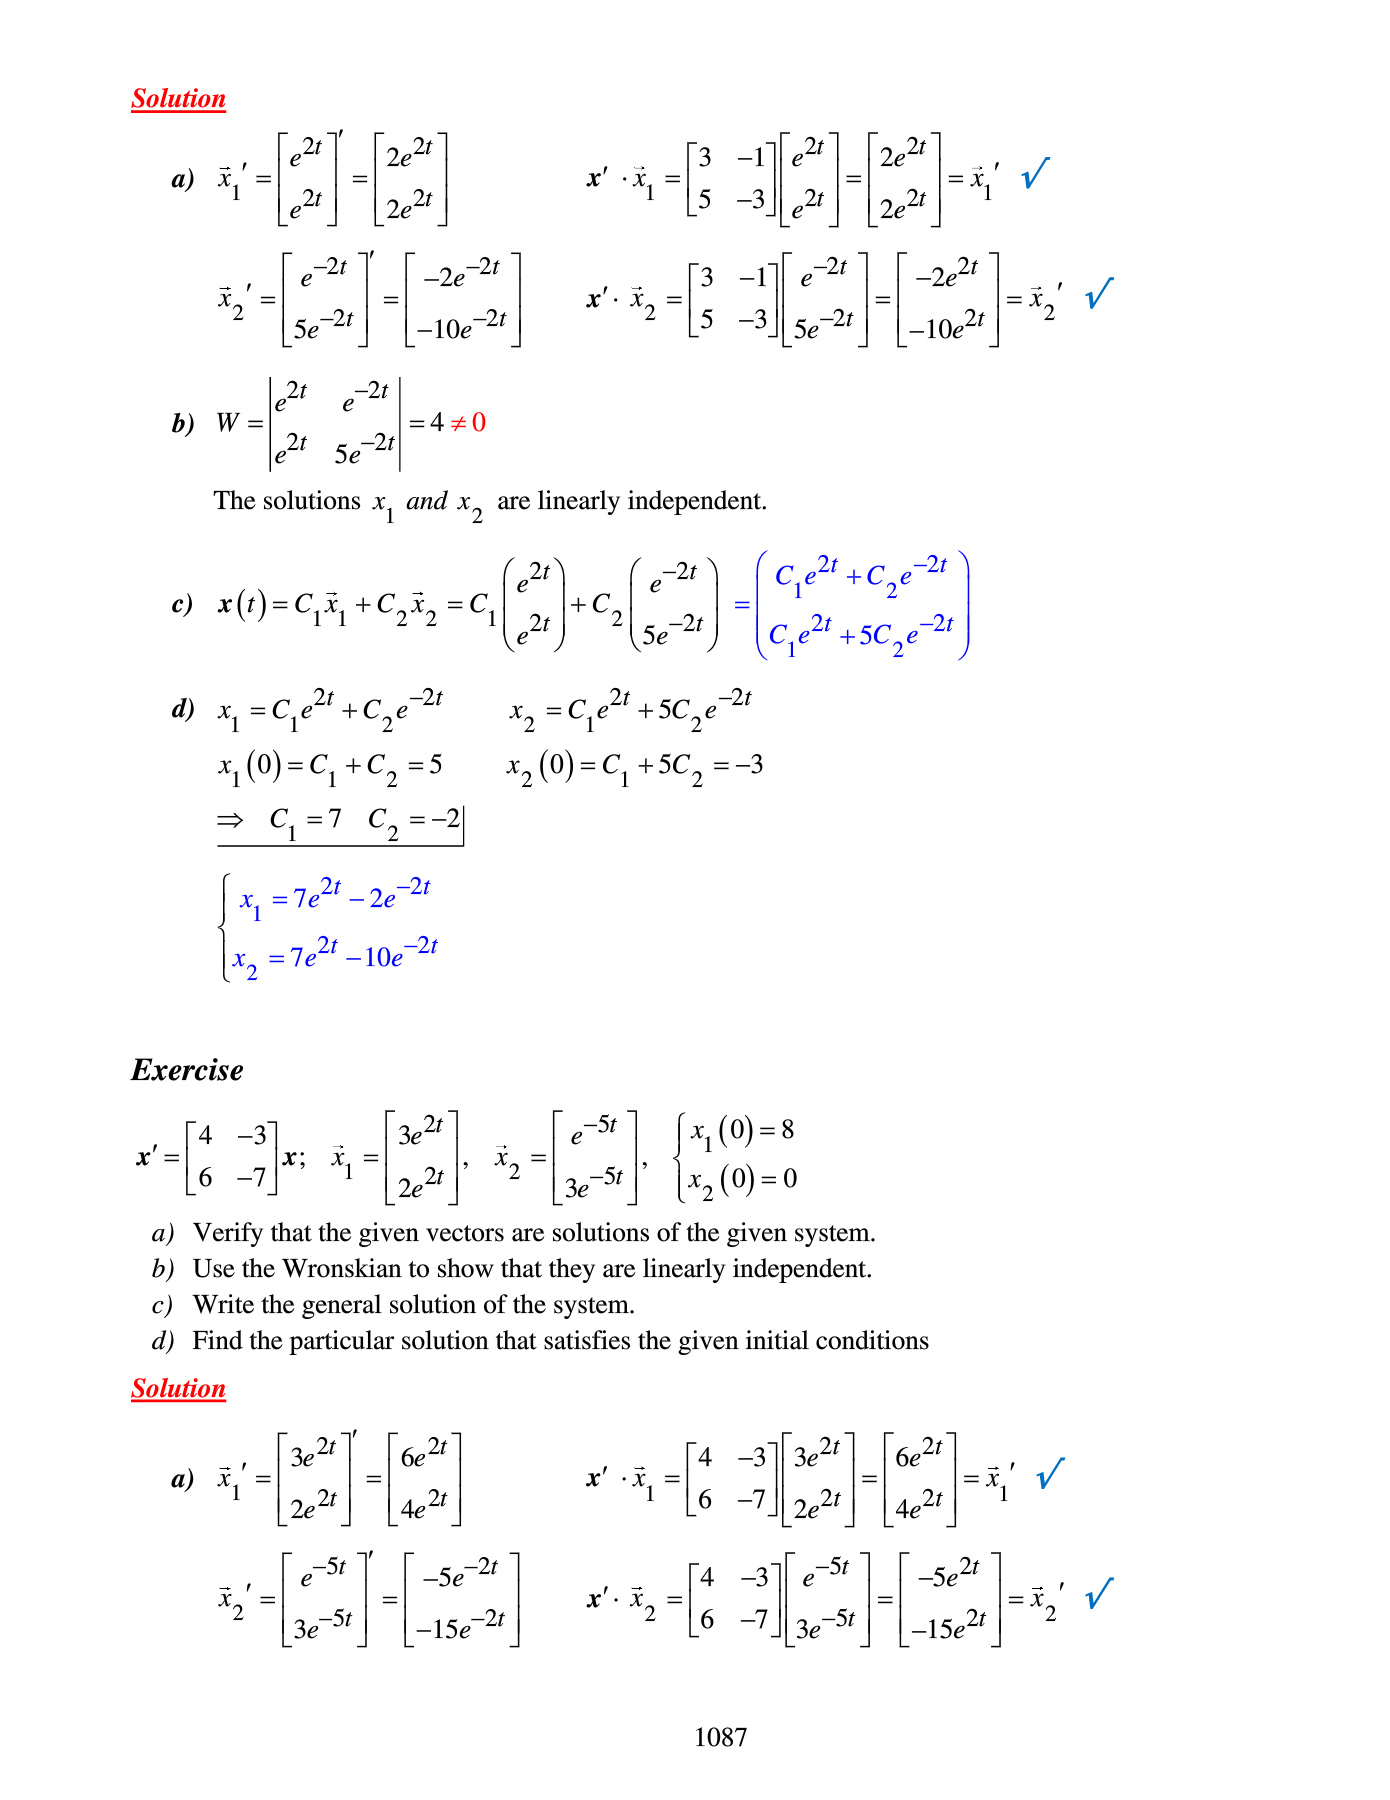 Solution
a) $\vec{x}_1' = \begin{bmatrix} e^{2t} \\ e^{2t} \end{bmatrix}' = \begin{bmatrix} 2e^{2t} \\ 2e^{2t} \end{bmatrix}$ $\boldsymbol{x}' \cdot \vec{x}_1 = \begin{bmatrix} 3 & -1 \\ 5 & -3 \end{bmatrix} \begin{bmatrix} e^{2t} \\ e^{2t} \end{bmatrix} = \begin{bmatrix} 2e^{2t} \\ 2e^{2t} \end{bmatrix} = \vec{x}_1'$ √
$\vec{x}_2' = \begin{bmatrix} e^{-2t} \\ 5e^{-2t} \end{bmatrix}' = \begin{bmatrix} -2e^{-2t} \\ -10e^{-2t} \end{bmatrix}$ $\boldsymbol{x}' \cdot \vec{x}_2 = \begin{bmatrix} 3 & -1 \\ 5 & -3 \end{bmatrix} \begin{bmatrix} e^{-2t} \\ 5e^{-2t} \end{bmatrix} = \begin{bmatrix} -2e^{2t} \\ -10e^{2t} \end{bmatrix} = \vec{x}_2'$ √
b) $W = \begin{vmatrix} e^{2t} & e^{-2t} \\ e^{2t} & 5e^{-2t} \end{vmatrix} = 4 \neq 0$
The solutions $x_1$ and $x_2$ are linearly independent.
c) $\boldsymbol{x}(t) = C_1\vec{x}_1 + C_2\vec{x}_2 = C_1 \begin{pmatrix} e^{2t} \\ e^{2t} \end{pmatrix} + C_2 \begin{pmatrix} e^{-2t} \\ 5e^{-2t} \end{pmatrix} = \begin{pmatrix} C_1e^{2t} + C_2e^{-2t} \\ C_1e^{2t} + 5C_2e^{-2t} \end{pmatrix}$
d) $x_1 = C_1e^{2t} + C_2e^{-2t}$ $x_2 = C_1e^{2t} + 5C_2e^{-2t}$
$x_1(0) = C_1 + C_2 = 5$ $x_2(0) = C_1 + 5C_2 = -3$
$\Rightarrow \quad C_1 = 7 \quad C_2 = -2$
$\begin{cases} x_1 = 7e^{2t} - 2e^{-2t} \\ x_2 = 7e^{2t} - 10e^{-2t} \end{cases}$
Exercise
$\boldsymbol{x}' = \begin{bmatrix} 4 & -3 \\ 6 & -7 \end{bmatrix} \boldsymbol{x}; \quad \vec{x}_1 = \begin{bmatrix} 3e^{2t} \\ 2e^{2t} \end{bmatrix}, \quad \vec{x}_2 = \begin{bmatrix} e^{-5t} \\ 3e^{-5t} \end{bmatrix}, \quad \begin{cases} x_1(0) = 8 \\ x_2(0) = 0 \end{cases}$
a) Verify that the given vectors are solutions of the given system.
b) Use the Wronskian to show that they are linearly independent.
c) Write the general solution of the system.
d) Find the particular solution that satisfies the given initial conditions
Solution
a) $\vec{x}_1' = \begin{bmatrix} 3e^{2t} \\ 2e^{2t} \end{bmatrix}' = \begin{bmatrix} 6e^{2t} \\ 4e^{2t} \end{bmatrix}$ $\boldsymbol{x}' \cdot \vec{x}_1 = \begin{bmatrix} 4 & -3 \\ 6 & -7 \end{bmatrix} \begin{bmatrix} 3e^{2t} \\ 2e^{2t} \end{bmatrix} = \begin{bmatrix} 6e^{2t} \\ 4e^{2t} \end{bmatrix} = \vec{x}_1'$ √
$\vec{x}_2' = \begin{bmatrix} e^{-5t} \\ 3e^{-5t} \end{bmatrix}' = \begin{bmatrix} -5e^{-2t} \\ -15e^{-2t} \end{bmatrix}$ $\boldsymbol{x}' \cdot \vec{x}_2 = \begin{bmatrix} 4 & -3 \\ 6 & -7 \end{bmatrix} \begin{bmatrix} e^{-5t} \\ 3e^{-5t} \end{bmatrix} = \begin{bmatrix} -5e^{2t} \\ -15e^{2t} \end{bmatrix} = \vec{x}_2'$ √
1087